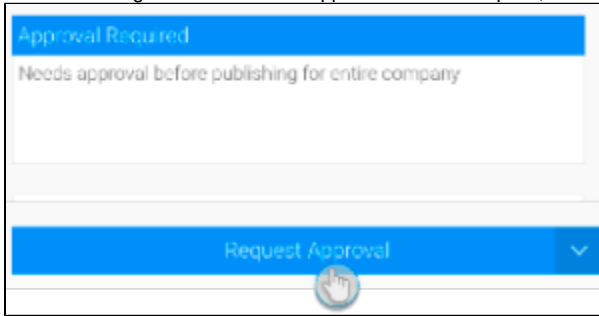 Approval Required
Needs approval before publishing for entire company
Request Approval